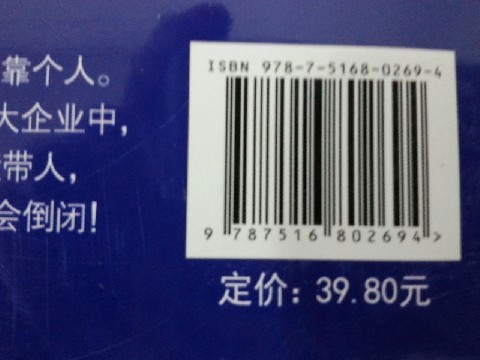 靠个人。
大企业中，
带人，
会倒闭！
ISBN 978-7-5168-0269-4
9 787516 802694 >
定价：39.80元